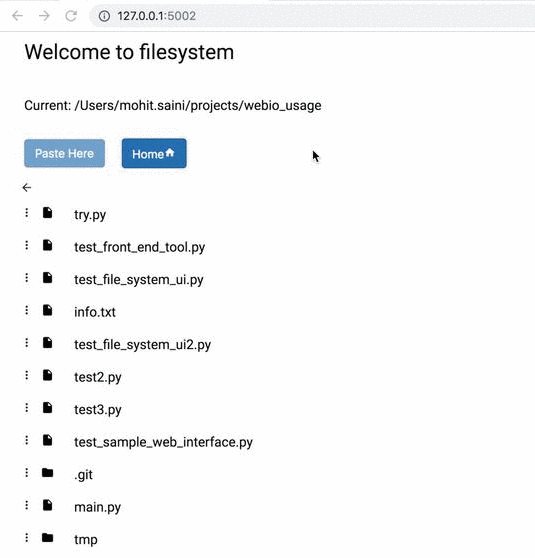 127.0.0.1:5002
Welcome to filesystem
Current: /Users/mohit.saini/projects/webio_usage
Paste Here
Home
try.py
test_front_end_tool.py
test_file_system_ui.py
info.txt
test_file_system_ui2.py
test2.py
test3.py
test_sample_web_interface.py
.git
main.py
tmp